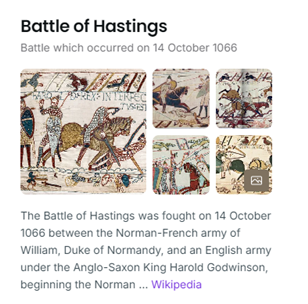 Battle of Hastings
Battle which occurred on 14 October 1066
The Battle of Hastings was fought on 14 October
1066 between the Norman-French army of
William, Duke of Normandy, and an English army
under the Anglo-Saxon King Harold Godwinson,
beginning the Norman ... Wikipedia